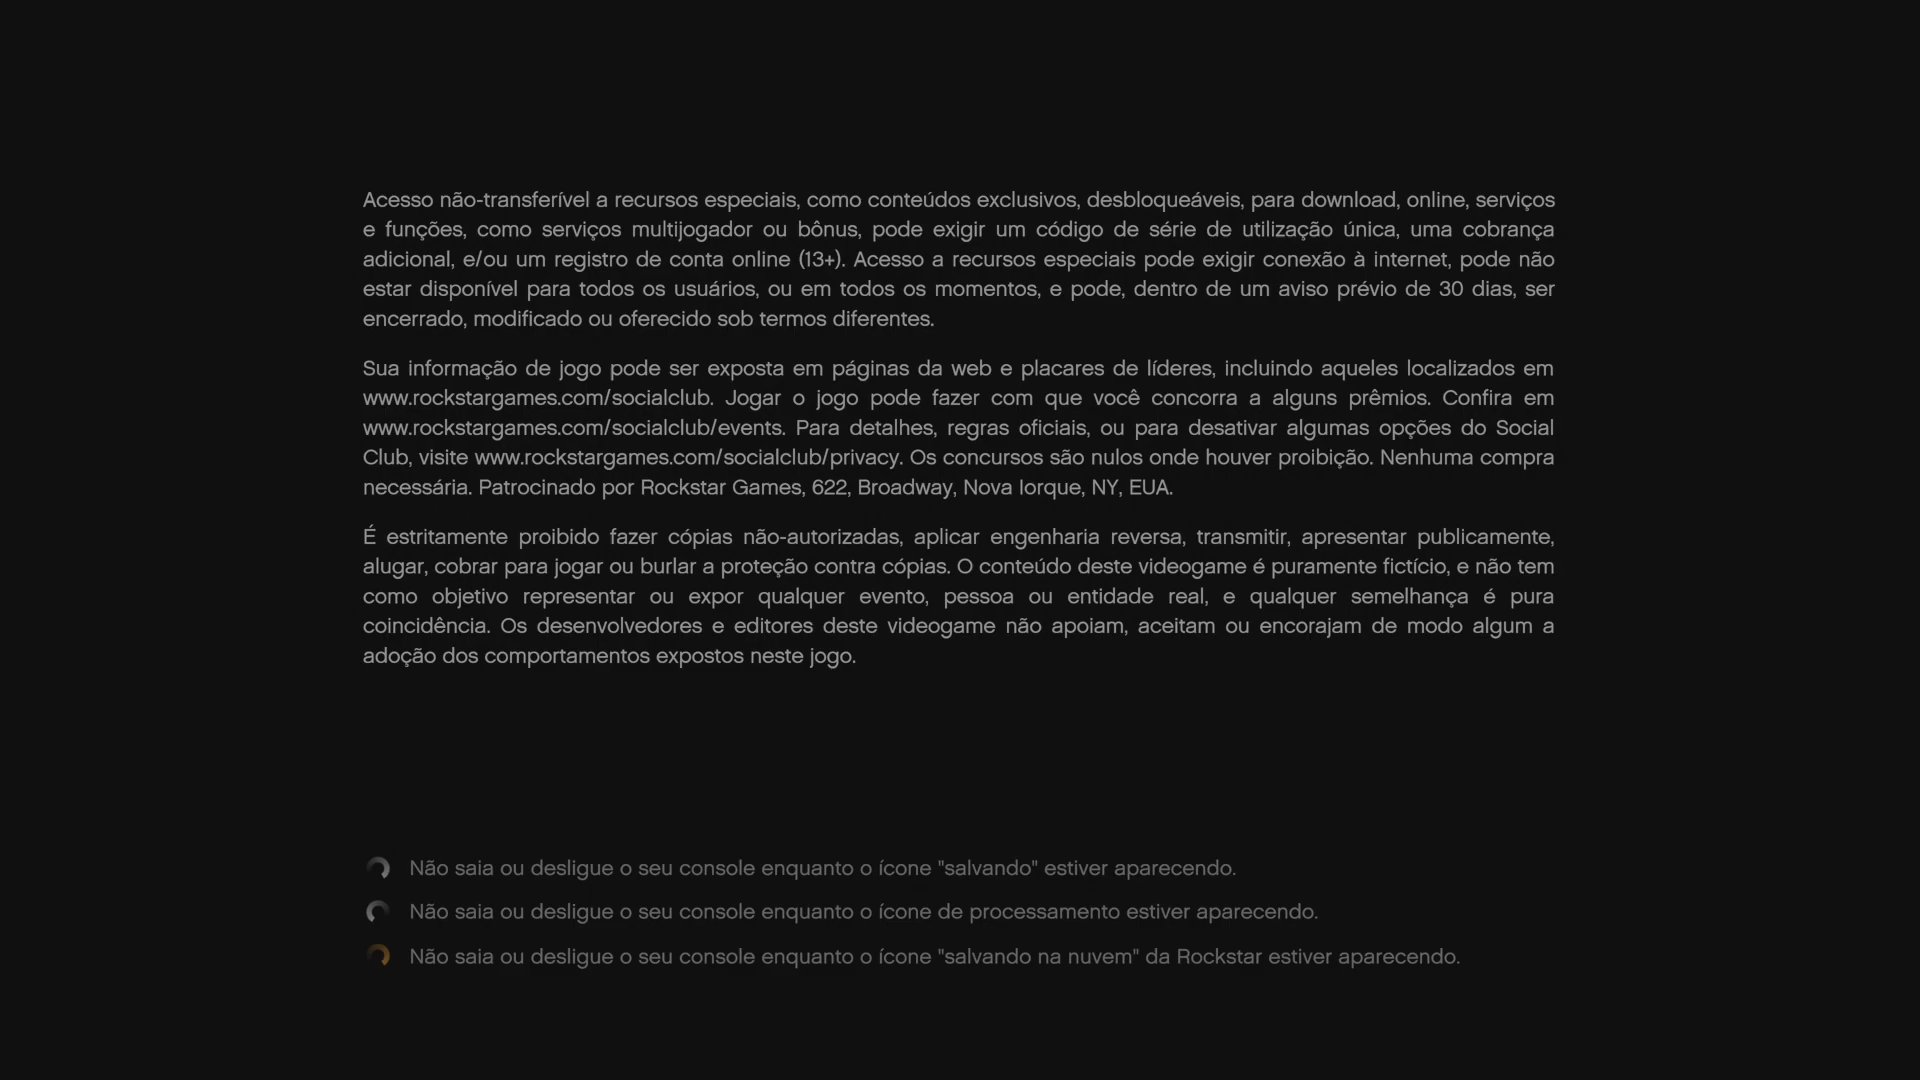 Acesso não-transferível a recursos especiais, como conteúdos exclusivos, desbloqueáveis, para download, online, serviços
e funções, como serviços multijogador ou bônus, pode exigir um código de série de utilização única, uma cobrança
adicional, e/ou um registro de conta online (13+). Acesso a recursos especiais pode exigir conexão à internet, pode não
estar disponível para todos os usuários, ou em todos os momentos, e pode, dentro de um aviso prévio de 30 dias, ser
encerrado, modificado ou oferecido sob termos diferentes.
Sua informação de jogo pode ser exposta em páginas da web e placares de líderes, incluindo aqueles localizados em
www.rockstargames.com/socialclub. Jogar o jogo pode fazer com que você concorra a alguns prêmios. Confira em
www.rockstargames.com/socialclub/events. Para detalhes, regras oficiais, ou para desativar algumas opções do Social
Club, visite www.rockstargames.com/socialclub/privacy. Os concursos são nulos onde houver proibição. Nenhuma compra
necessária. Patrocinado por Rockstar Games, 622, Broadway, Nova Iorque, NY, EUA.
É estritamente proibido fazer cópias não-autorizadas, aplicar engenharia reversa, transmitir, apresentar publicamente,
alugar, cobrar para jogar ou burlar a proteção contra cópias. O conteúdo deste videogame é puramente fictício, e não tem
como objetivo representar ou expor qualquer evento, pessoa ou entidade real, e qualquer semelhança é pura
coincidência. Os desenvolvedores e editores deste videogame não apoiam, aceitam ou encorajam de modo algum a
adoção dos comportamentos expostos neste jogo.
Não saia ou desligue o seu console enquanto o ícone "salvando" estiver aparecendo.
Não saia ou desligue o seu console enquanto o ícone de processamento estiver aparecendo.
Não saia ou desligue o seu console enquanto o ícone "salvando na nuvem" da Rockstar estiver aparecendo.